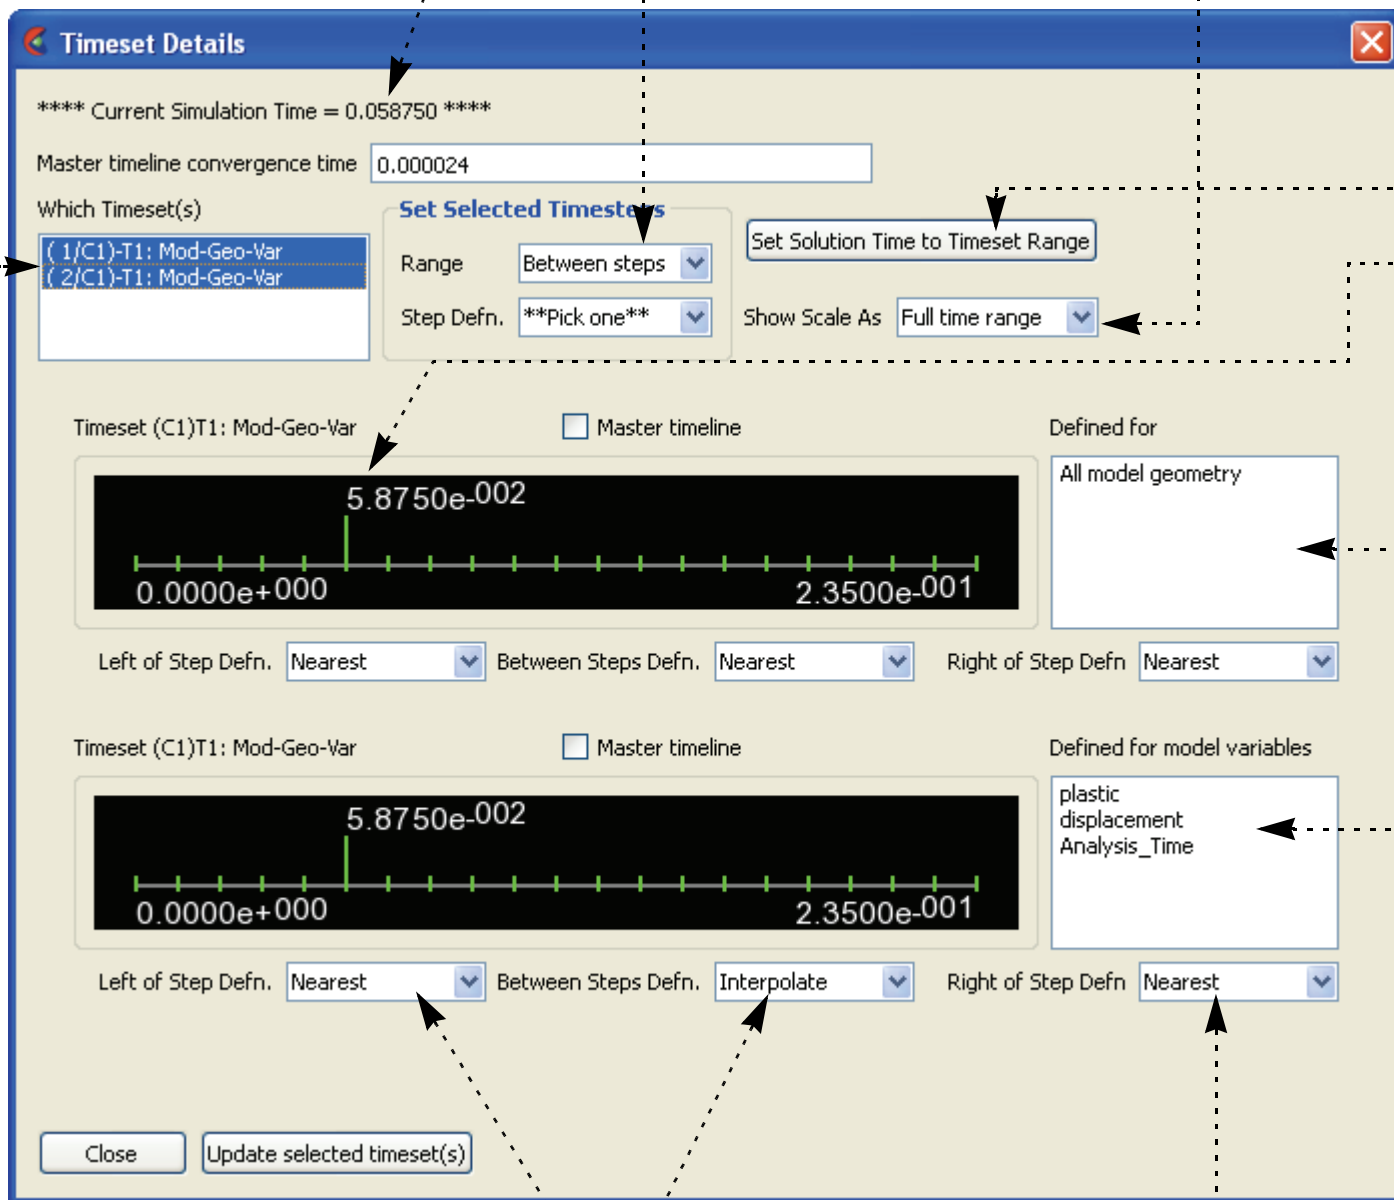 Timeset Details
**** Current Simulation Time = 0.058750 ****
Master timeline convergence time 0.000024
Which Timeset(s)
( 1/C1)-T1: Mod-Geo-Var
( 2/C1)-T1: Mod-Geo-Var
Set Selected Timesteps
Range Between steps
Step Defn. **Pick one**
Set Solution Time to Timeset Range
Show Scale As Full time range
Timeset (C1)T1: Mod-Geo-Var Master timeline Defined for
5.8750e-002
0.0000e+000 2.3500e-001
All model geometry
Left of Step Defn. Nearest Between Steps Defn. Nearest Right of Step Defn Nearest
Timeset (C1)T1: Mod-Geo-Var Master timeline Defined for model variables
5.8750e-002
0.0000e+000 2.3500e-001
plastic
displacement
Analysis_Time
Left of Step Defn. Nearest Between Steps Defn. Interpolate Right of Step Defn Nearest
Close Update selected timeset(s)